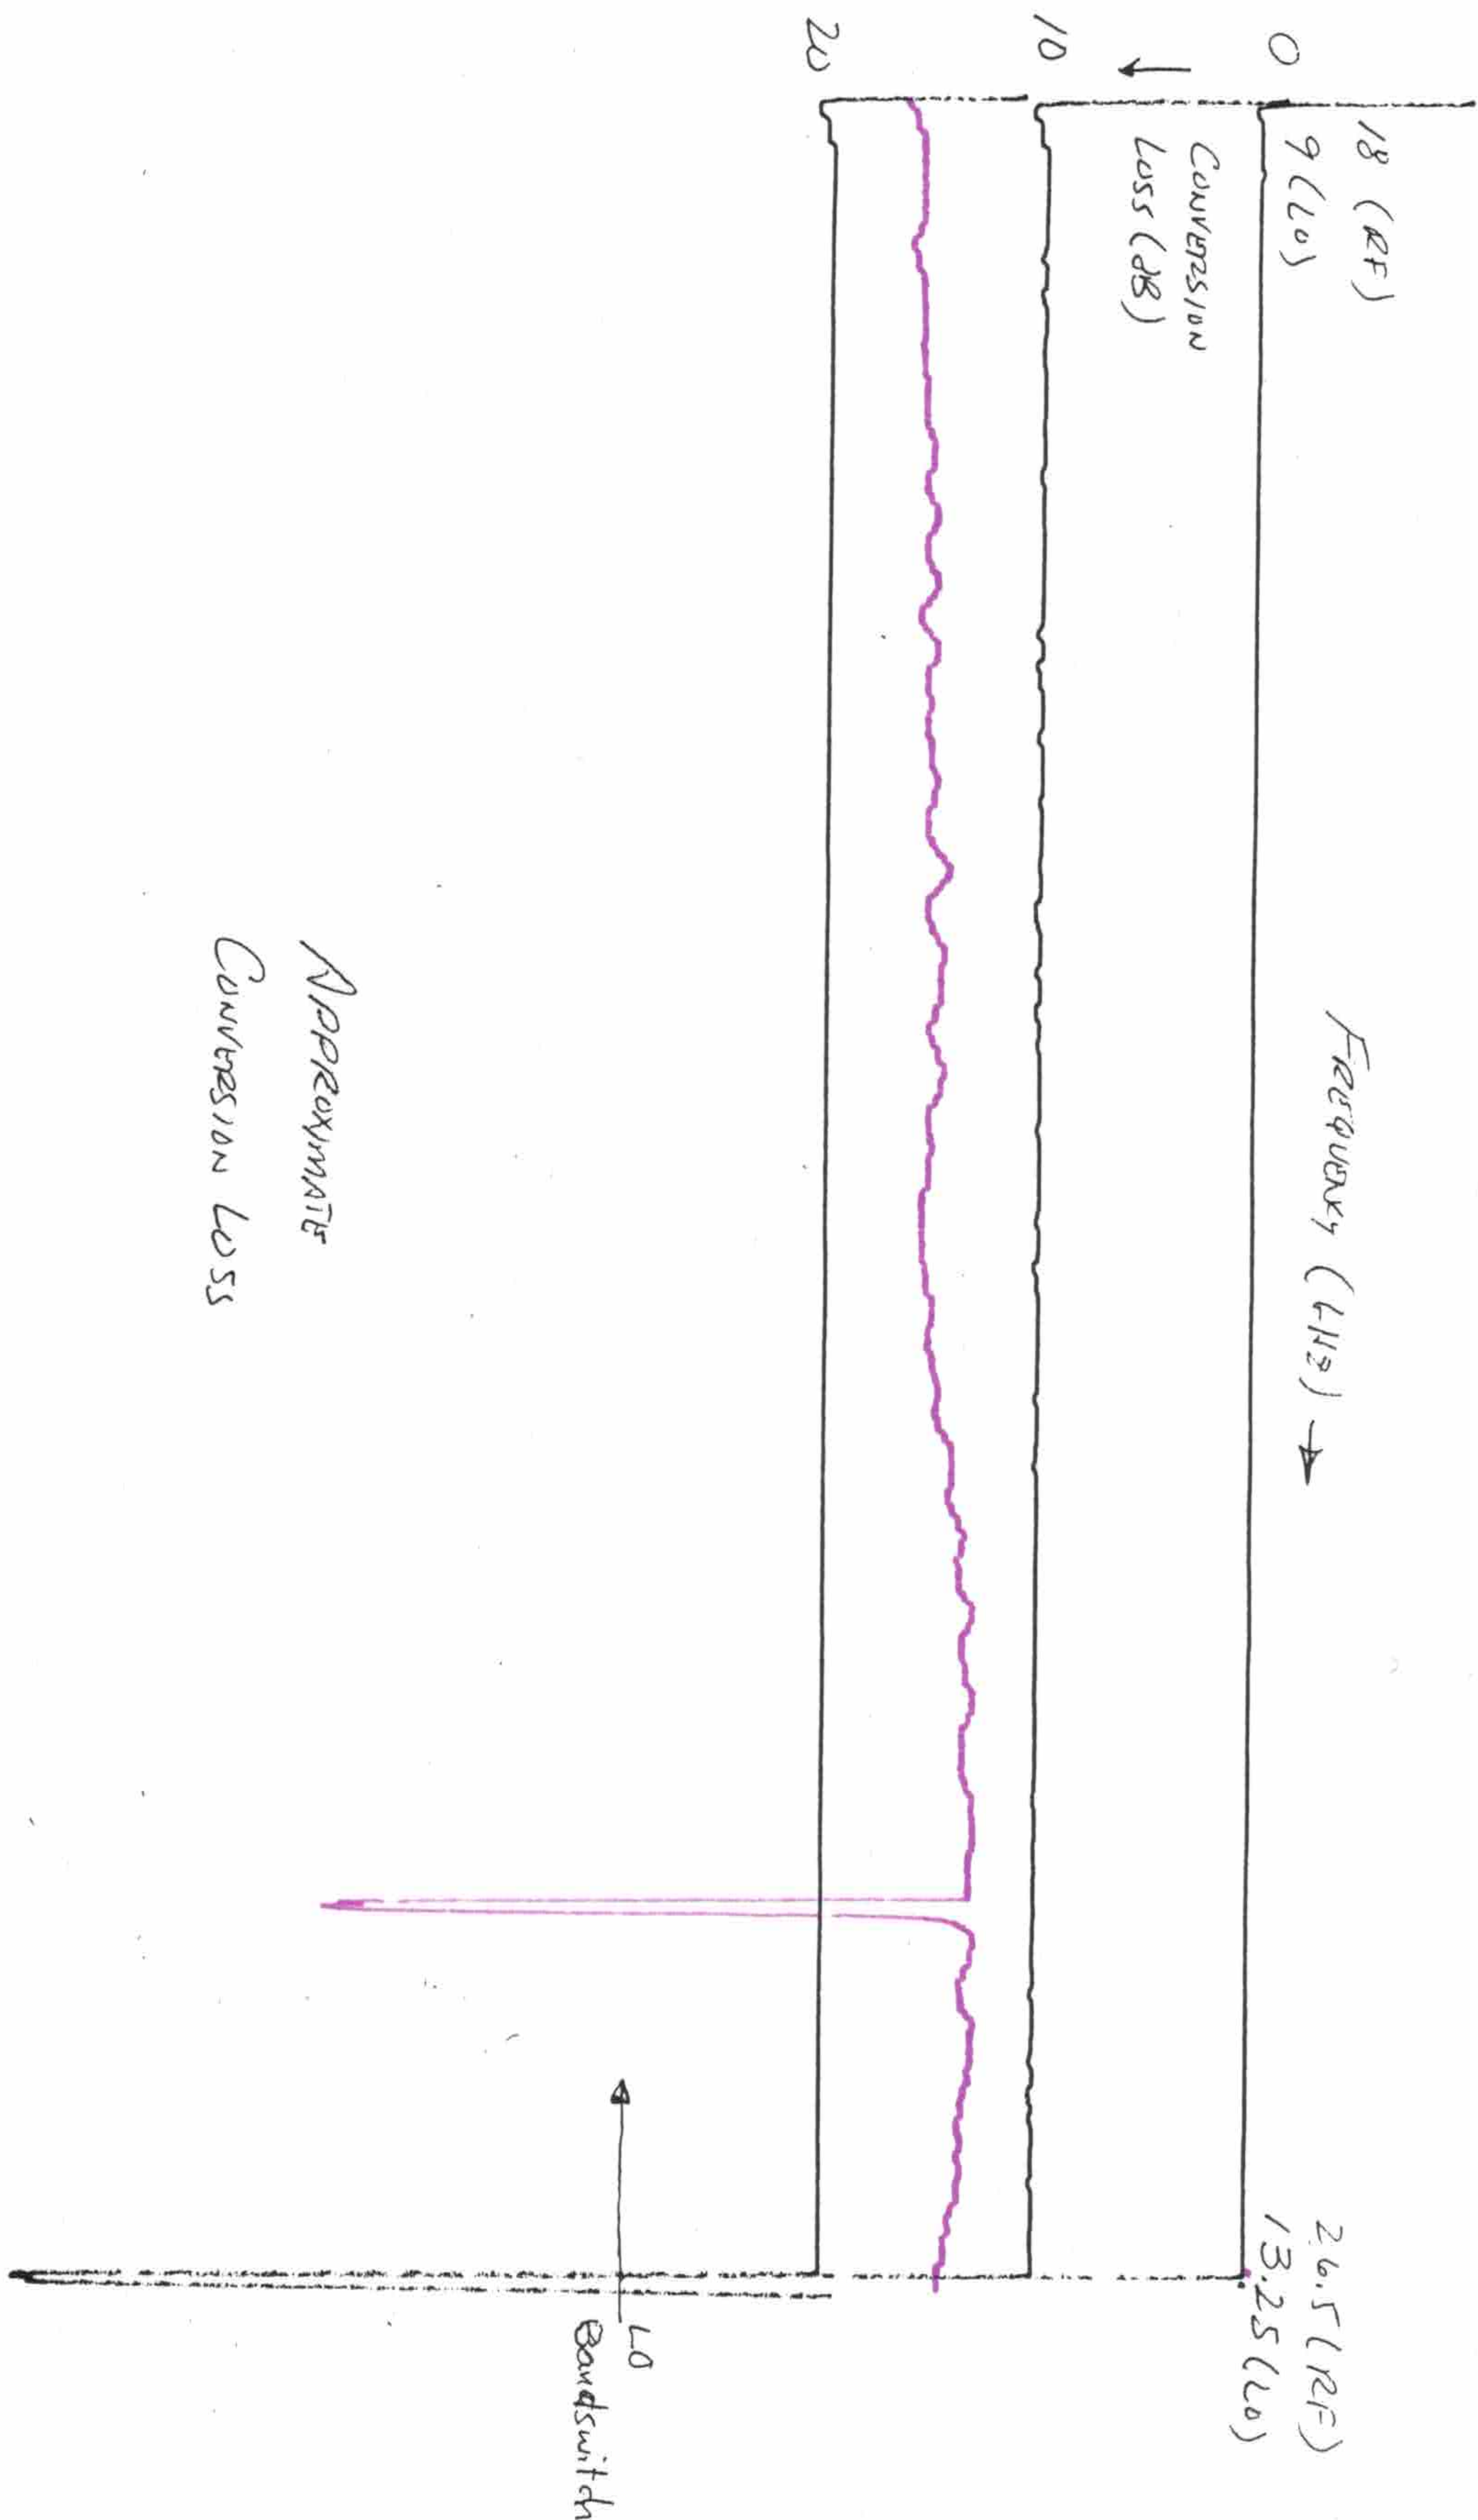 18 (RF)
9 (LO)
FREQUENCY (GHz) →
26.5 (RF)
13.25 (LO)
0
CONVERSION
LOSS (dB)
10
20
LO
Bandswitch
APPROXIMATE
CONVERSION LOSS